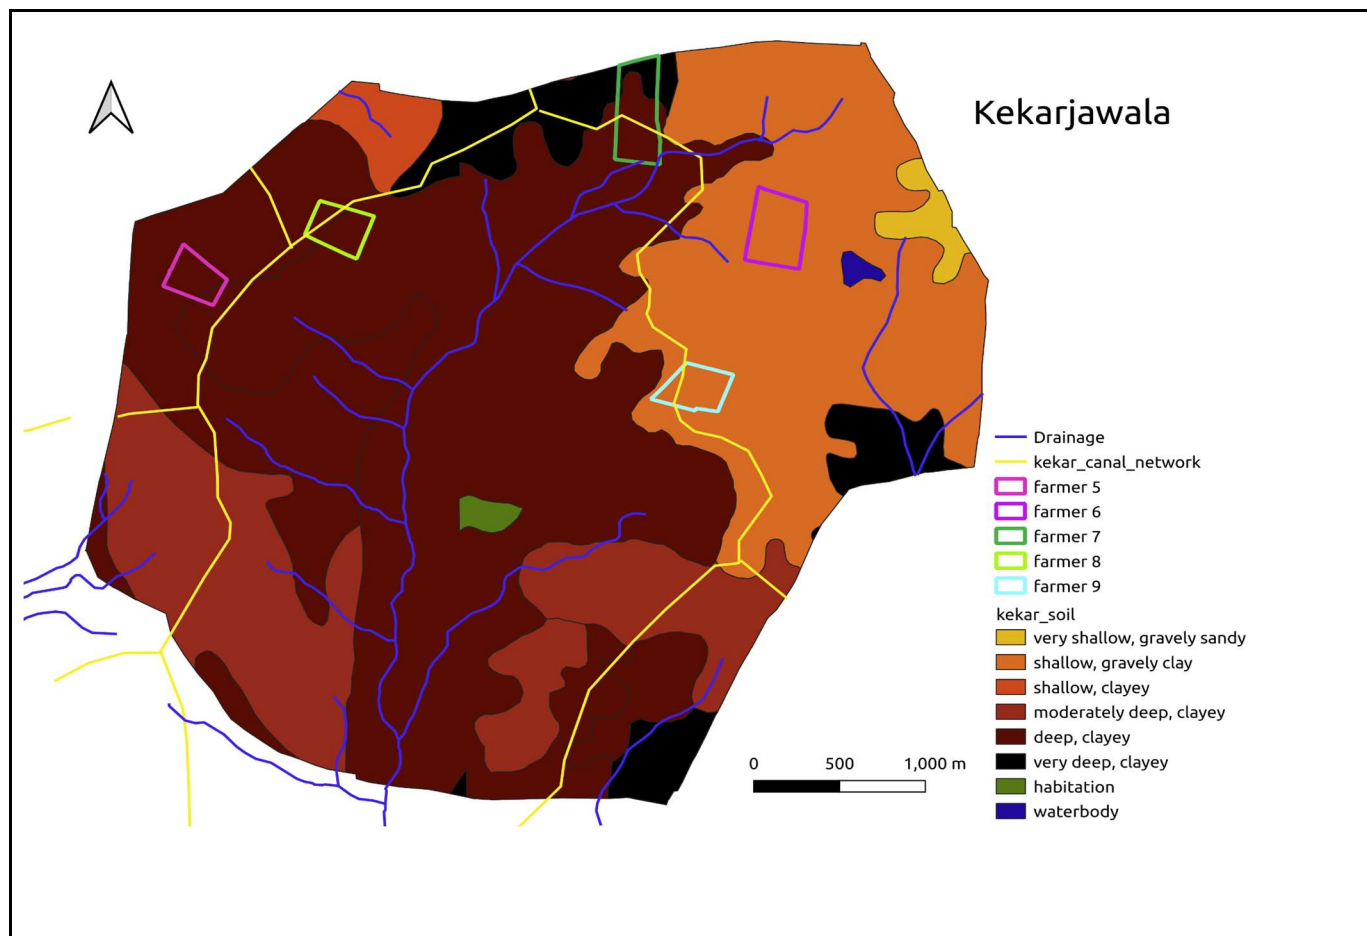 Kekarjawala
Drainage
kekar_canal_network
farmer 5
farmer 6
farmer 7
farmer 8
farmer 9
kekar_soil
very shallow, gravely sandy
shallow, gravely clay
shallow, clayey
moderately deep, clayey
deep, clayey
very deep, clayey
habitation
waterbody
0 500 1,000 m